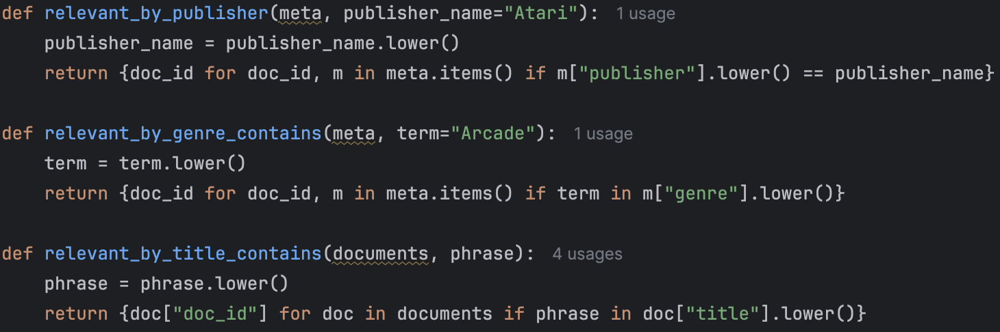 def relevant_by_publisher(meta, publisher_name="Atari"): 1 usage
    publisher_name = publisher_name.lower()
    return {doc_id for doc_id, m in meta.items() if m["publisher"].lower() == publisher_name}

def relevant_by_genre_contains(meta, term="Arcade"): 1 usage
    term = term.lower()
    return {doc_id for doc_id, m in meta.items() if term in m["genre"].lower()}

def relevant_by_title_contains(documents, phrase): 4 usages
    phrase = phrase.lower()
    return {doc["doc_id"] for doc in documents if phrase in doc["title"].lower()}